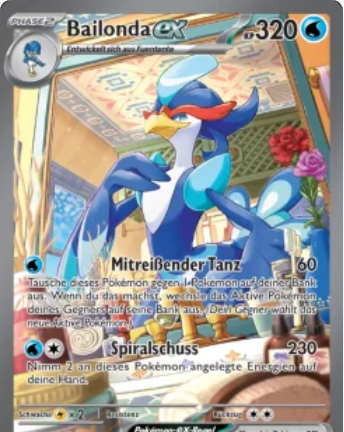 PHASE 2 Bailonda ex KP 320
Entwickelt sich aus Fuentente
Mitreißender Tanz 60
Tausche dieses Pokémon gegen 1 Pokémon auf deiner Bank
aus. Wenn du das machst, wechsle das Aktive Pokémon
deines Gegners auf seine Bank aus. (Dein Gegner wählt das
neue Aktive Pokémon.)
Spiralschuss 230
Nimm 2 an dieses Pokémon angelegte Energien auf
deine Hand.
Schwäche x2 Resistenz Rückzug
Pokémon-ex-Regel